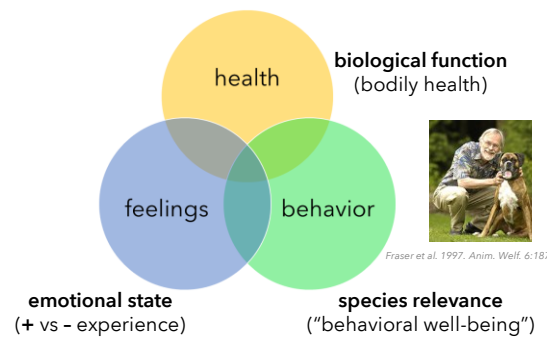 health
biological function
(bodily health)
feelings
behavior
Fraser et al. 1997. Anim. Welf. 6:187
emotional state
(+ vs – experience)
species relevance
(“behavioral well-being”)